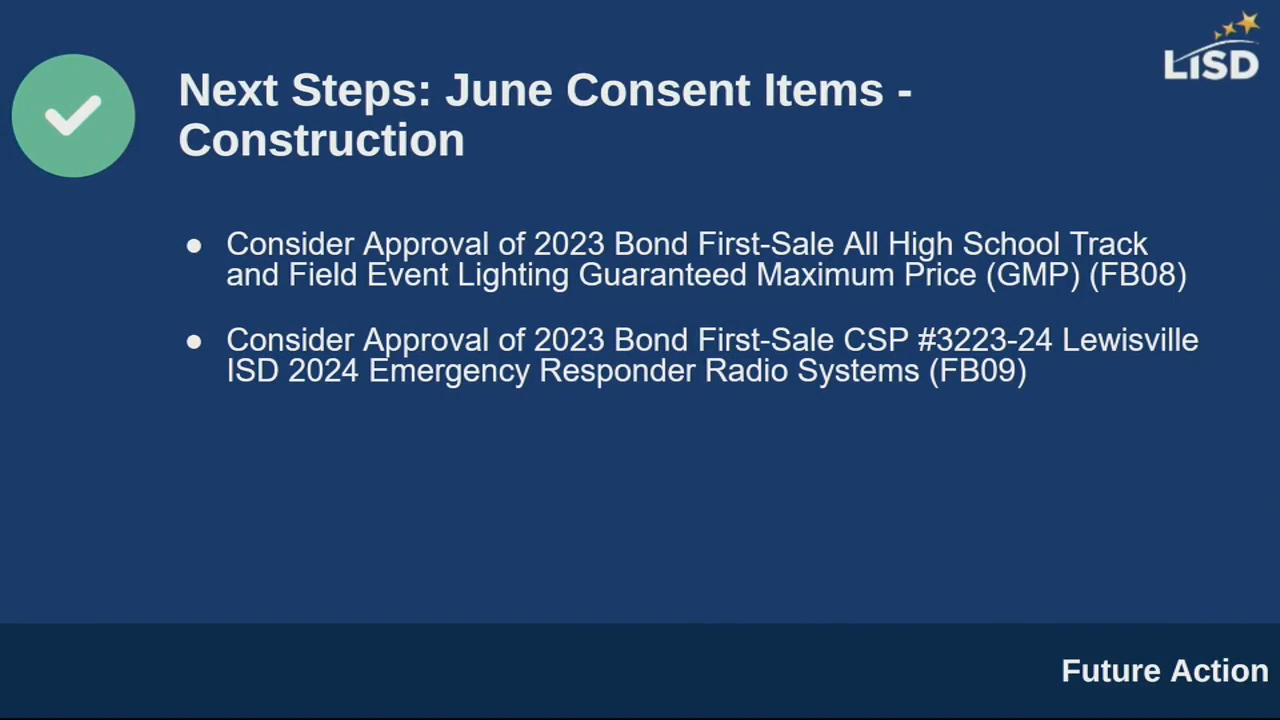 LISD
Next Steps: June Consent Items -
Construction
● Consider Approval of 2023 Bond First-Sale All High School Track
and Field Event Lighting Guaranteed Maximum Price (GMP) (FB08)
● Consider Approval of 2023 Bond First-Sale CSP #3223-24 Lewisville
ISD 2024 Emergency Responder Radio Systems (FB09)
Future Action